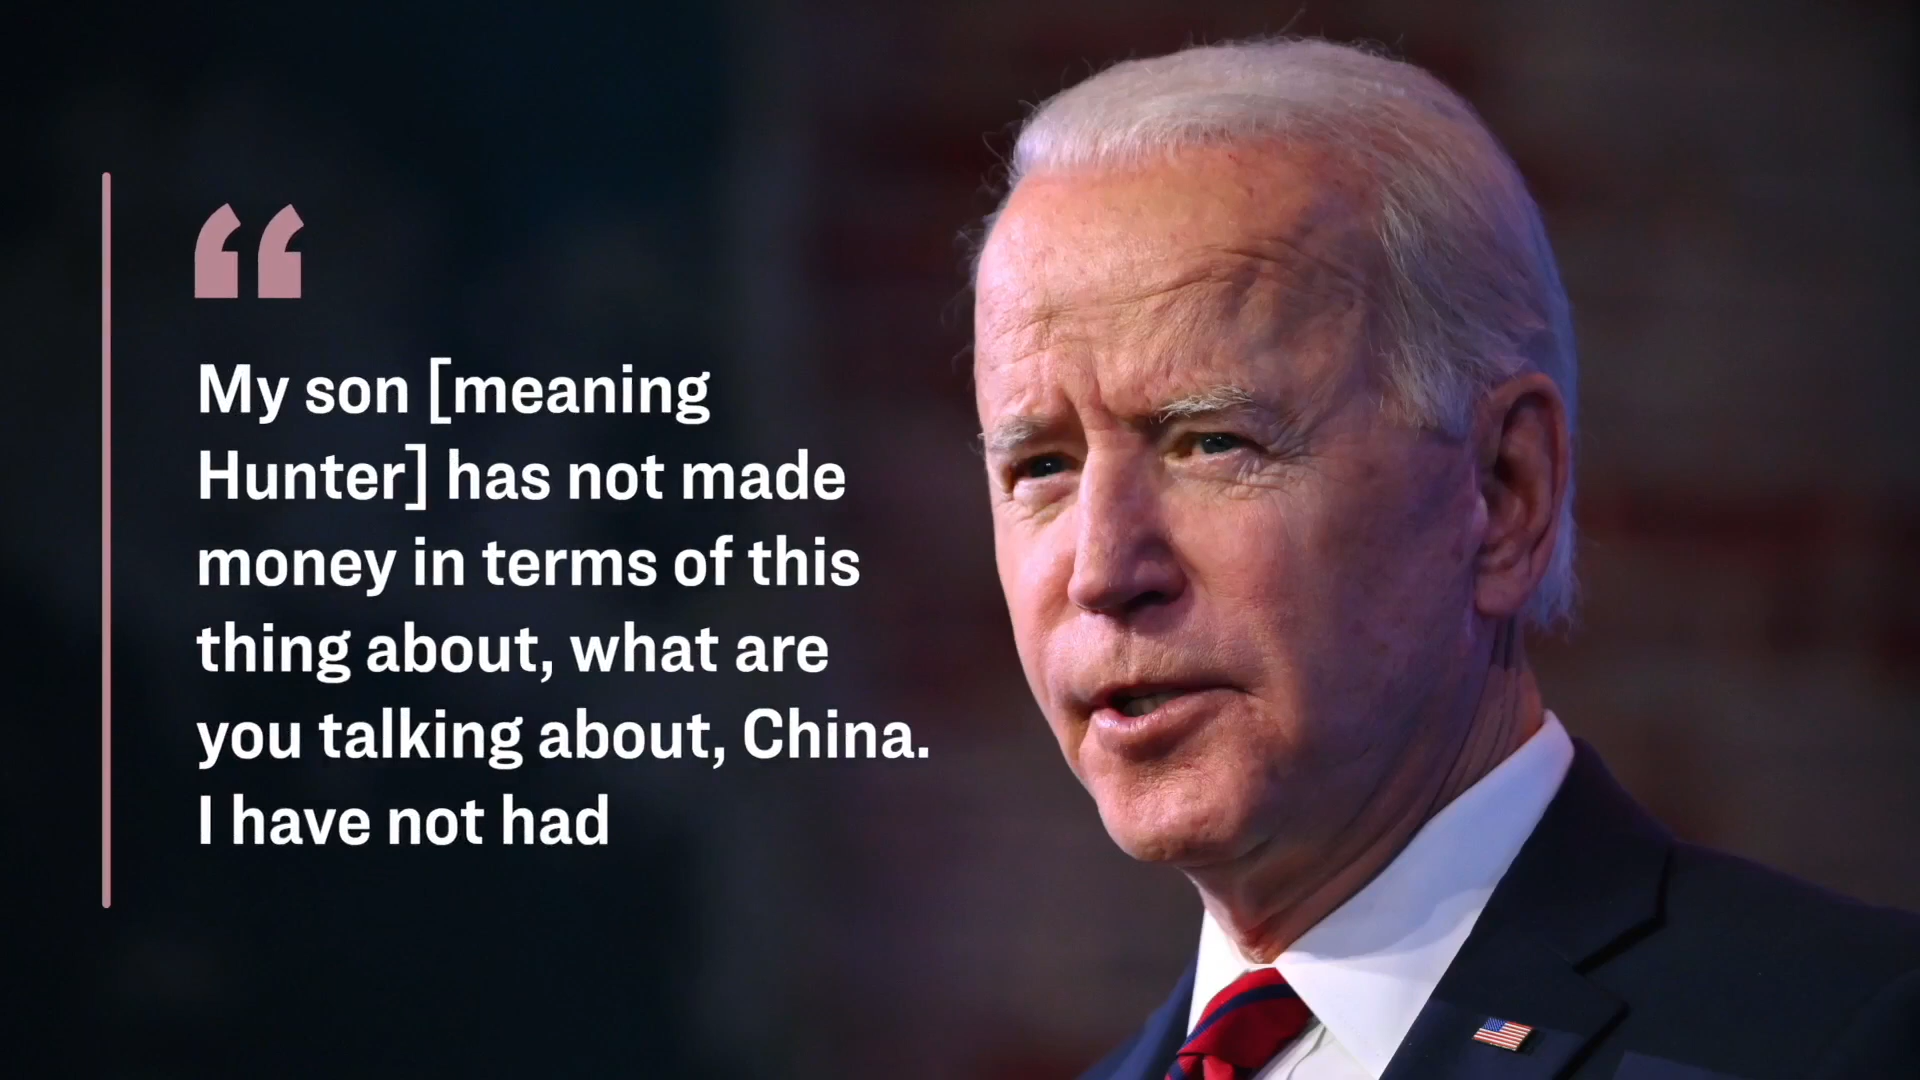 “
My son [meaning
Hunter] has not made
money in terms of this
thing about, what are
you talking about, China.
I have not had